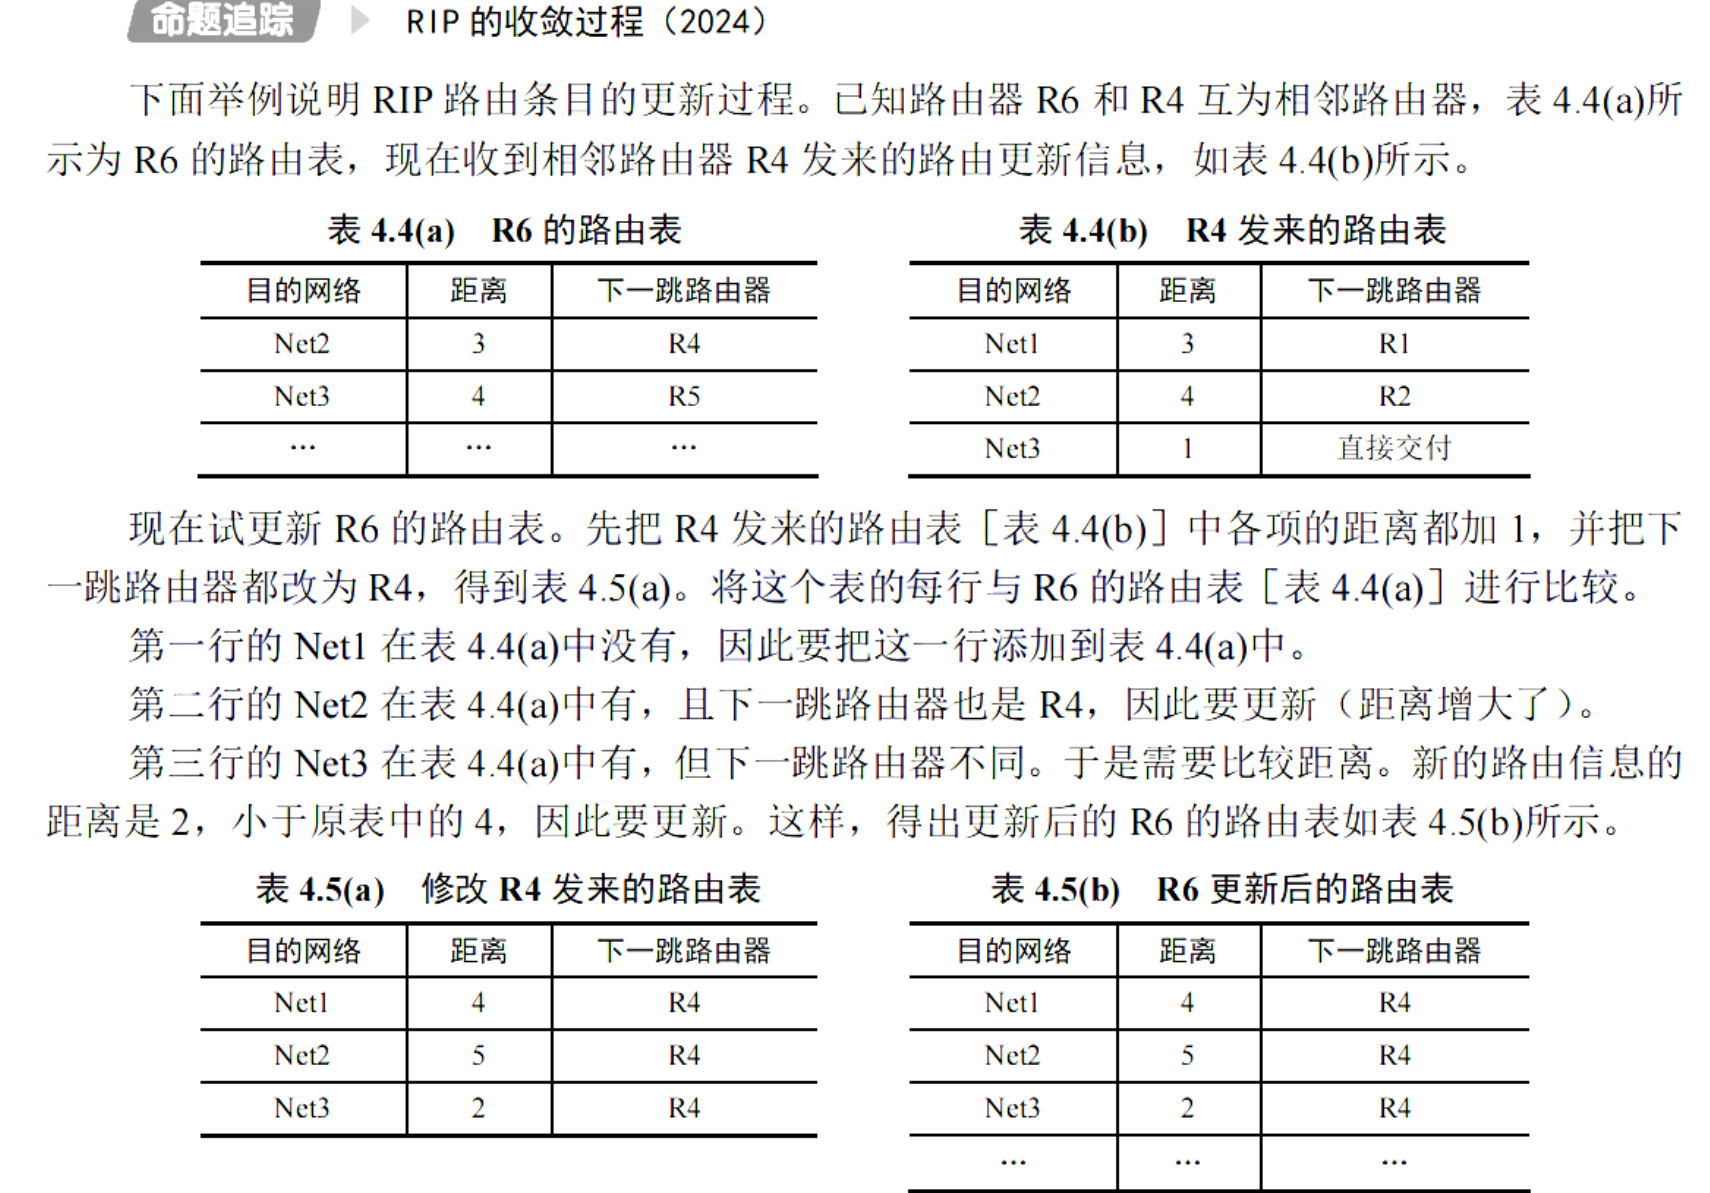 命题追踪 RIP 的收敛过程（2024）
下面举例说明 RIP 路由条目的更新过程。已知路由器 R6 和 R4 互为相邻路由器，表 4.4(a)所
示为 R6 的路由表，现在收到相邻路由器 R4 发来的路由更新信息，如表 4.4(b)所示。
表 4.4(a) R6 的路由表
目的网络 距离 下一跳路由器
Net2 3 R4
Net3 4 R5
… … …
表 4.4(b) R4 发来的路由表
目的网络 距离 下一跳路由器
Net1 3 R1
Net2 4 R2
Net3 1 直接交付
现在试更新 R6 的路由表。先把 R4 发来的路由表［表 4.4(b)］中各项的距离都加 1，并把下
一跳路由器都改为 R4，得到表 4.5(a)。将这个表的每行与 R6 的路由表［表 4.4(a)］进行比较。
第一行的 Net1 在表 4.4(a)中没有，因此要把这一行添加到表 4.4(a)中。
第二行的 Net2 在表 4.4(a)中有，且下一跳路由器也是 R4，因此要更新（距离增大了）。
第三行的 Net3 在表 4.4(a)中有，但下一跳路由器不同。于是需要比较距离。新的路由信息的
距离是 2，小于原表中的 4，因此要更新。这样，得出更新后的 R6 的路由表如表 4.5(b)所示。
表 4.5(a) 修改 R4 发来的路由表
目的网络 距离 下一跳路由器
Net1 4 R4
Net2 5 R4
Net3 2 R4
表 4.5(b) R6 更新后的路由表
目的网络 距离 下一跳路由器
Net1 4 R4
Net2 5 R4
Net3 2 R4
… … …